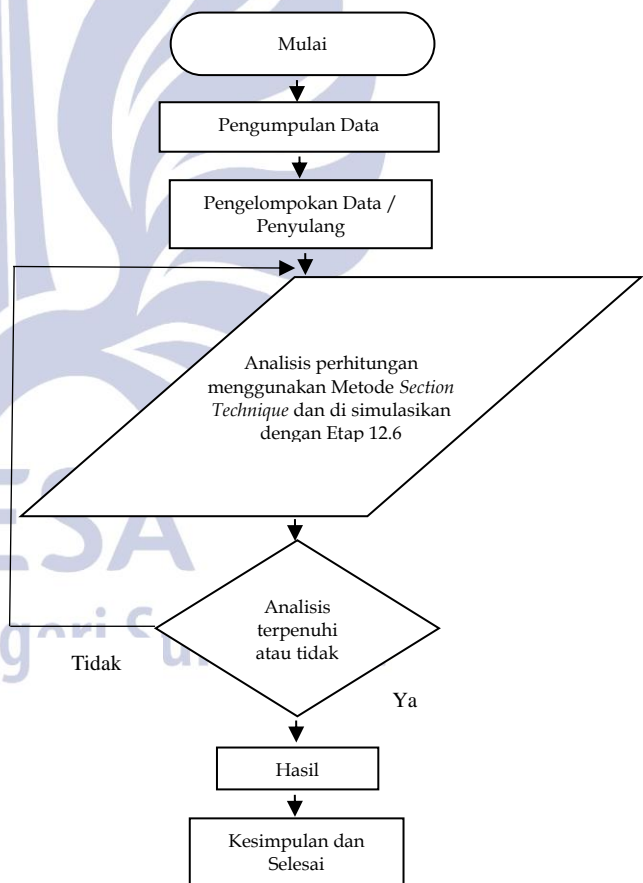 Mulai
Pengumpulan Data
Pengelompokan Data /
Penyulang
Analisis perhitungan
menggunakan Metode Section
Technique dan di simulasikan
dengan Etap 12.6
ESA
Analisis
terpenuhi
atau tidak
Tidak
Ya
Hasil
Kesimpulan dan
Selesai